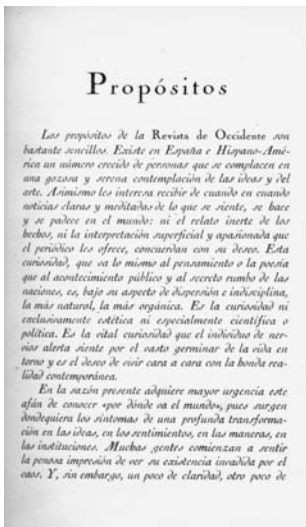 Propósitos
Los propósitos de la Revista de Occidente son
bastante sencillos. Existe en España e Hispano-Amé-
rica un número crecido de personas que se complacen en
una gozosa y serena contemplación de las ideas y del
arte. Asimismo les interesa recibir de cuando en cuando
noticias claras y meditadas de lo que se siente, se hace
y se padece en el mundo: ni el relato inerte de los
hechos, ni la interpretación superficial y apasionada que
el periódico les ofrece, concuerdan con su deseo. Esta
curiosidad, que va lo mismo al pensamiento o la poesía
que al acontecimiento público y al secreto rumbo de las
naciones, es, bajo su aspecto de dispersión e indisciplina,
la más natural, la más orgánica. Es la curiosidad ni
exclusivamente estética ni especialmente científica o
política. Es la vital curiosidad que el individuo de ner-
vios alerta siente por el vasto germinar de la vida en
torno y es el deseo de vivir cara a cara con la honda rea-
lidad contemporánea.
En la sazón presente adquiere mayor urgencia este
afán de conocer «por dónde va el mundo», pues surgen
dondequiera los síntomas de una profunda transforma-
ción en las ideas, en los sentimientos, en las maneras, en
las instituciones. Muchas gentes comienzan a sentir
la penosa impresión de ver su existencia invadida por el
caos. Y, sin embargo, un poco de claridad, otro poco de